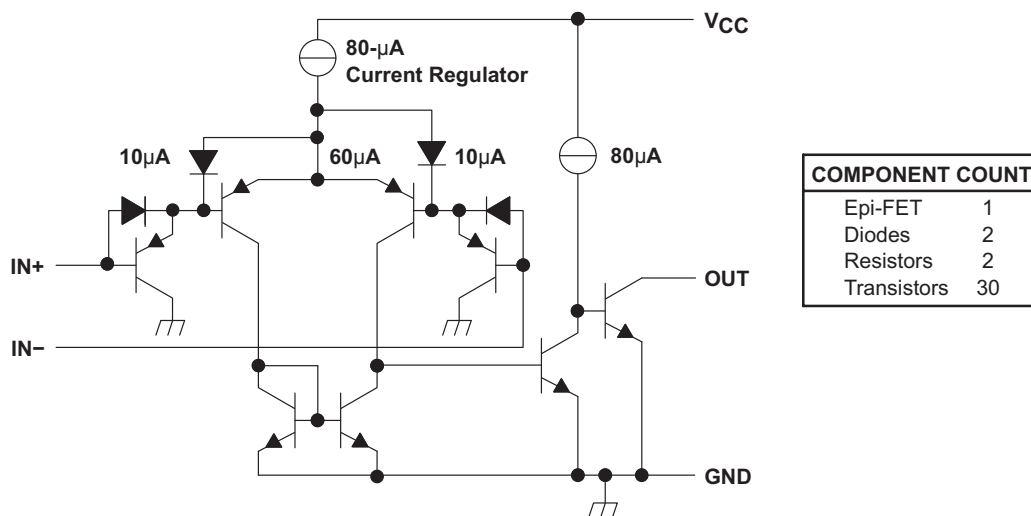 VCC
80-µA
Current Regulator
10µA
60µA
10µA
80µA
IN+
OUT
IN−
GND
COMPONENT COUNT
Epi-FET 1
Diodes 2
Resistors 2
Transistors 30